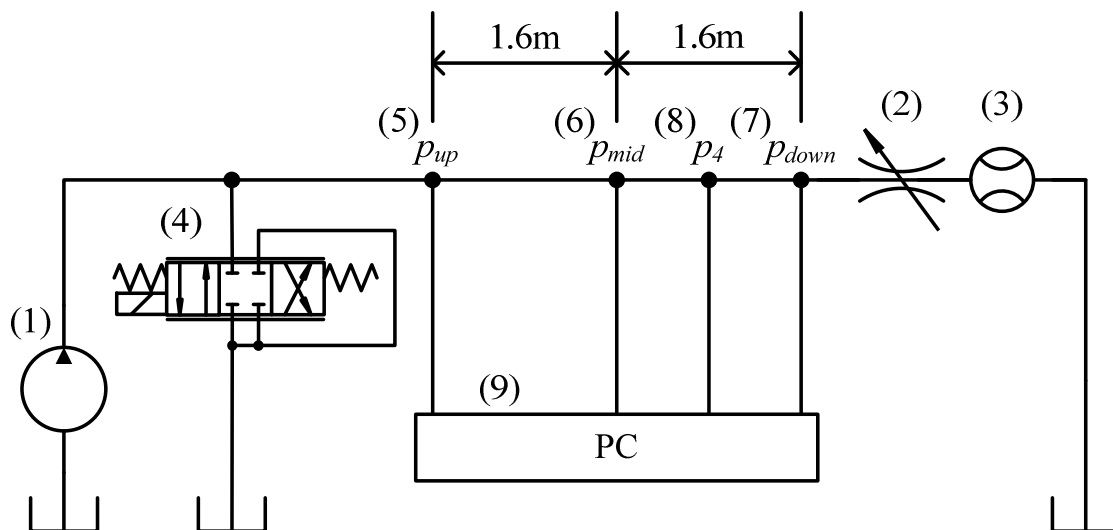 1.6m 1.6m
(5) (6) (8) (7) (2) (3)
p_up p_mid p_4 p_down
(4)
(1)
(9)
PC